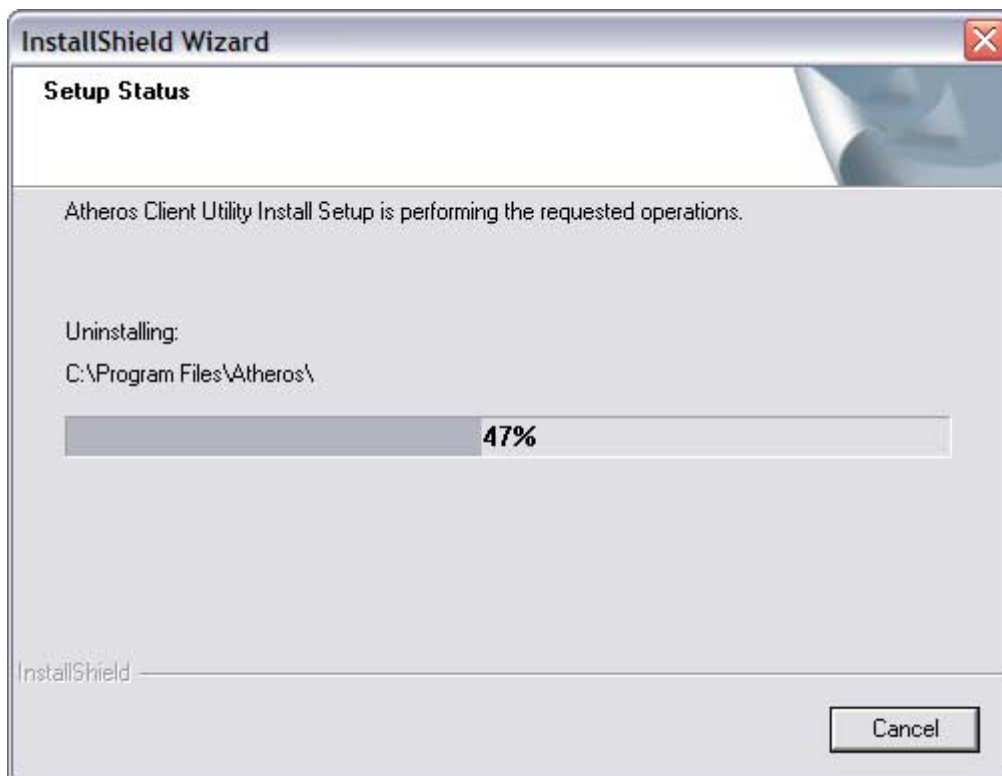 InstallShield Wizard
Setup Status
Atheros Client Utility Install Setup is performing the requested operations.
Uninstalling:
C:\Program Files\Atheros\
47%
InstallShield
Cancel